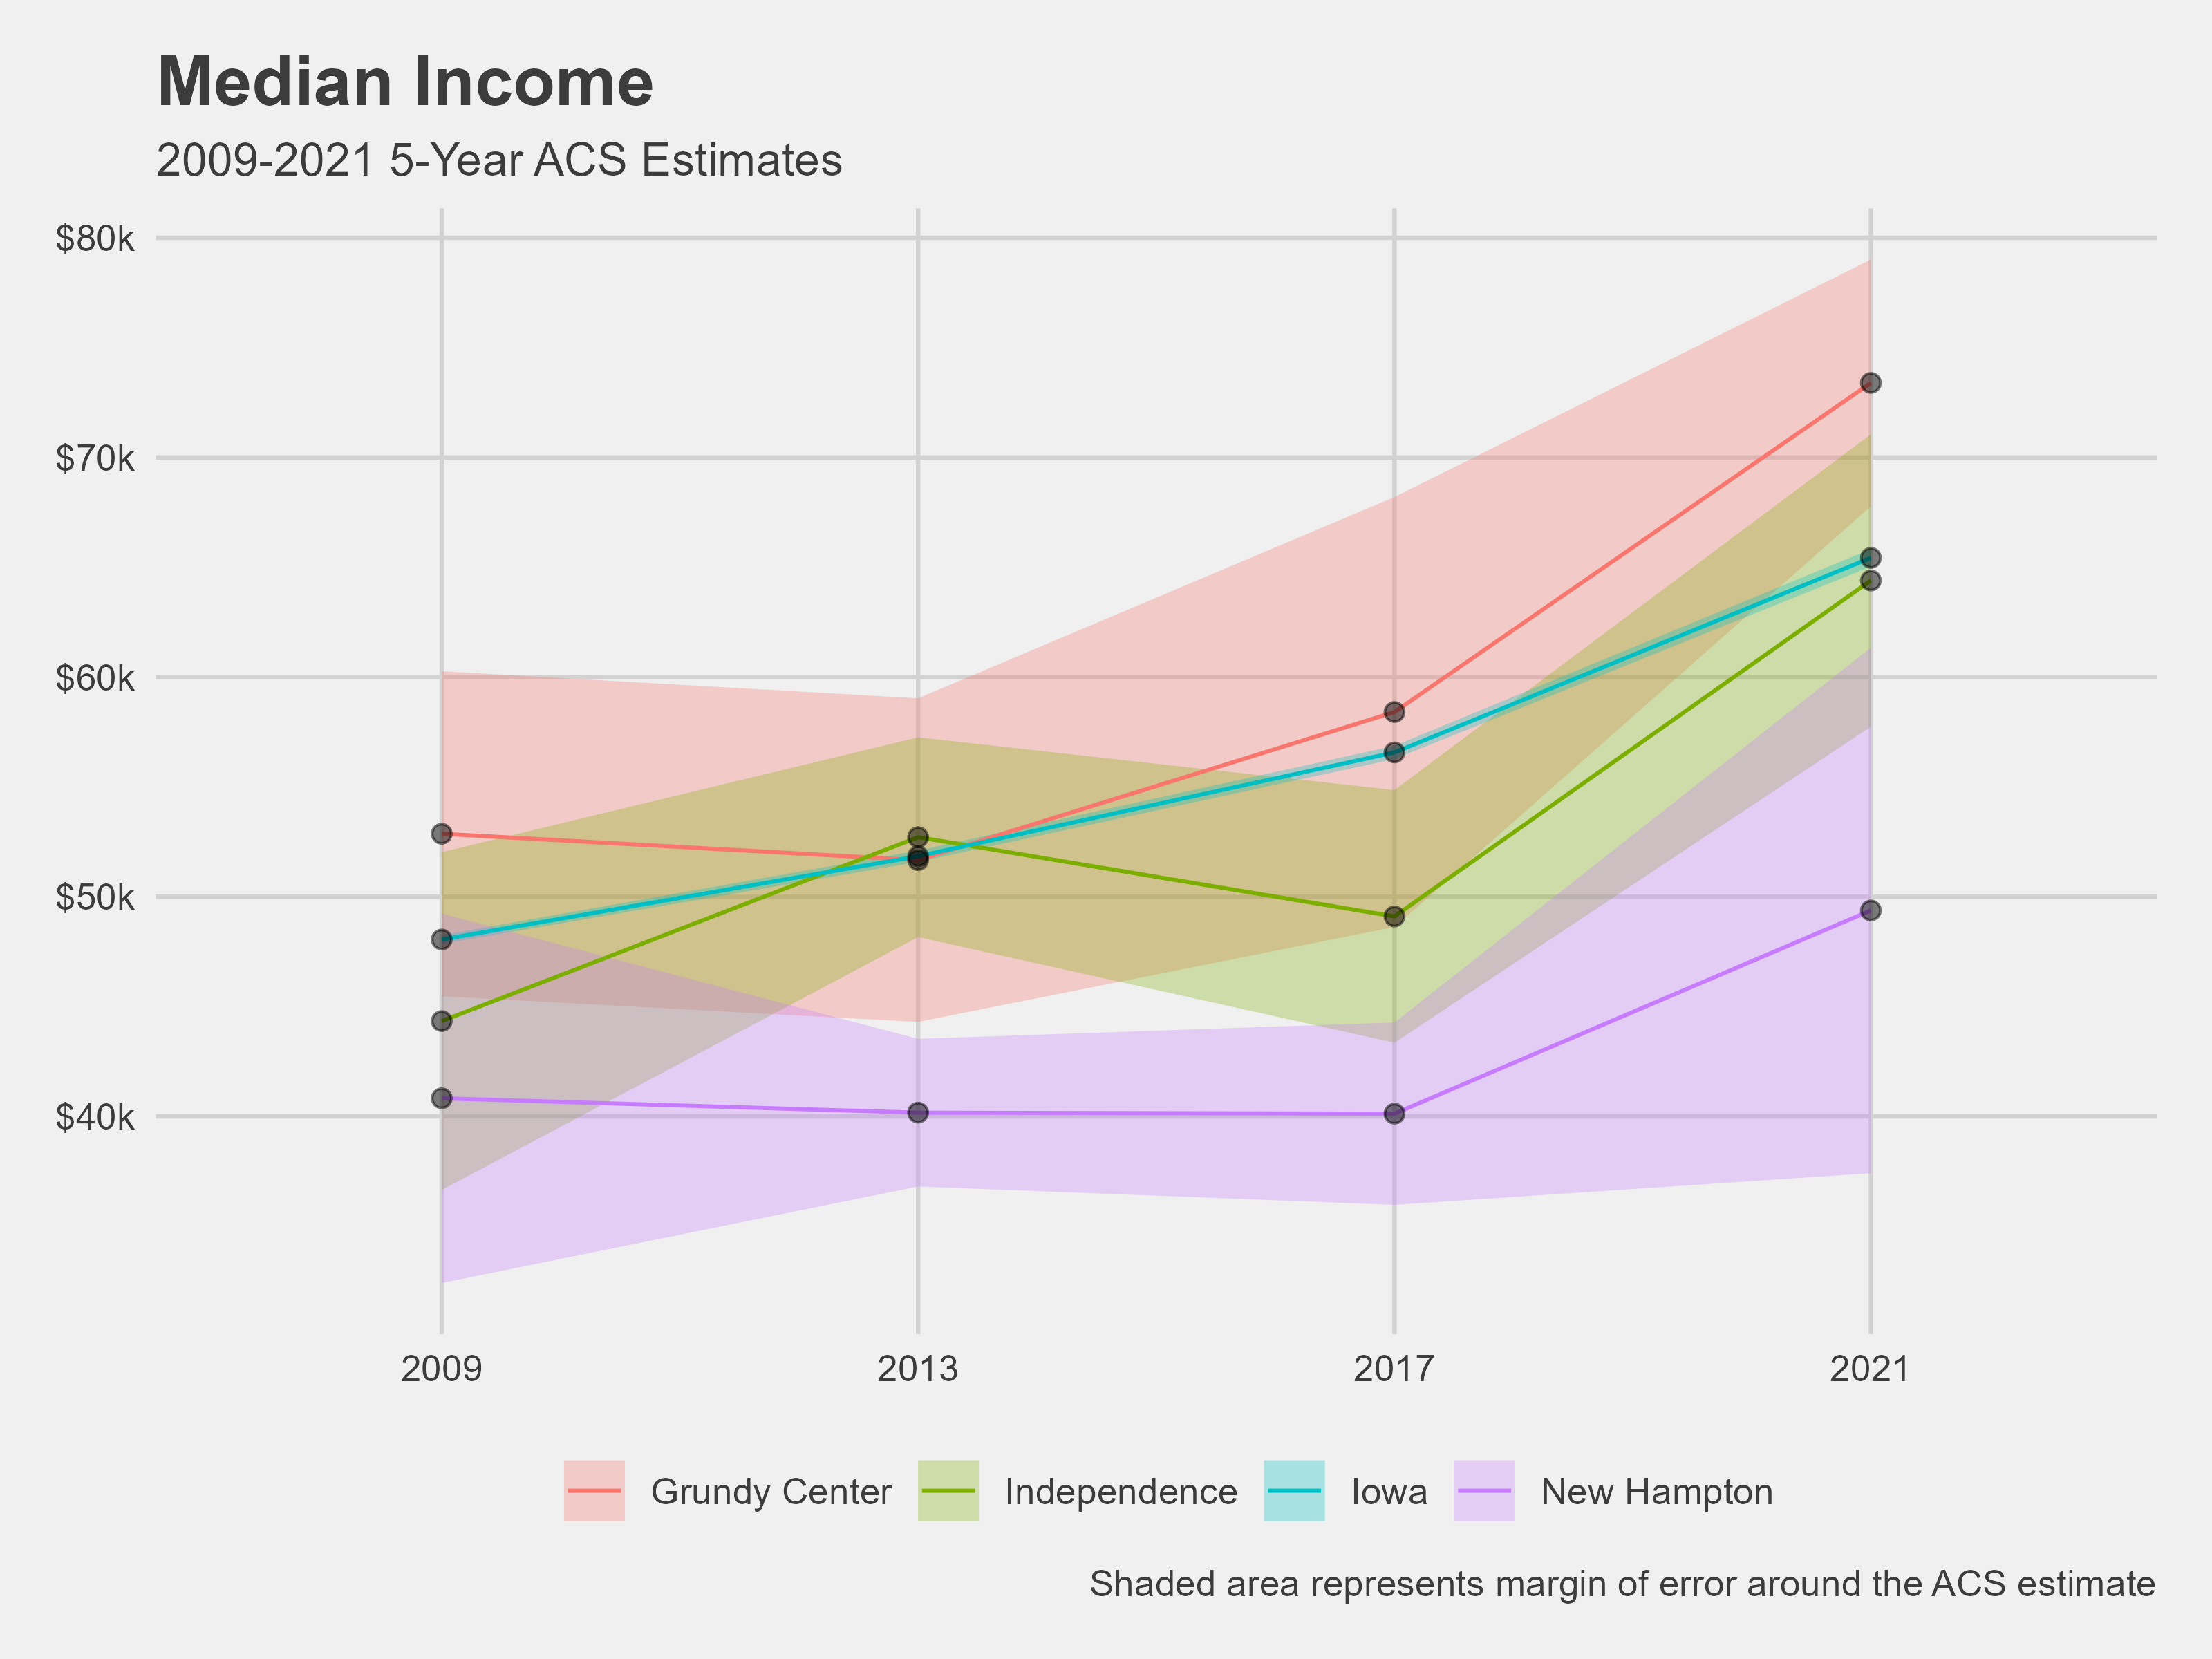 Median Income
2009-2021 5-Year ACS Estimates
$80k
$70k
$60k
$50k
$40k
2009 2013 2017 2021
Grundy Center Independence Iowa New Hampton
Shaded area represents margin of error around the ACS estimate